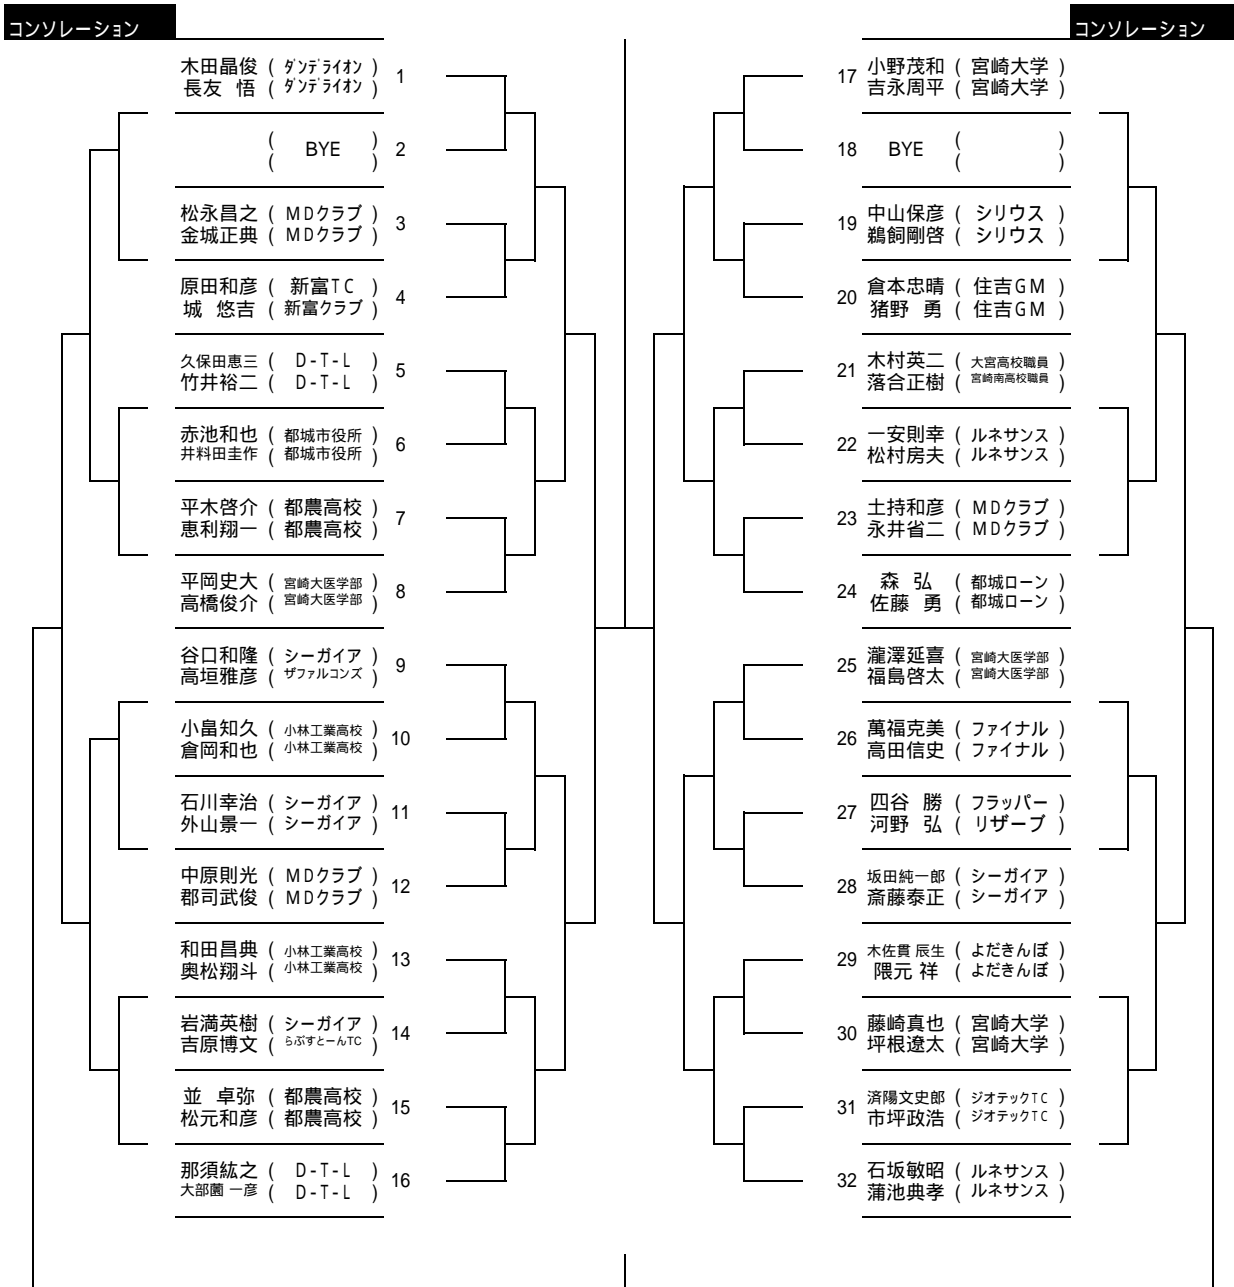 コンソレーション
木田晶俊 ( ダンデライオン ) 1
長友 悟 ( ダンデライオン )
( BYE ) 2
( )
松永昌之 ( MDクラブ ) 3
金城正典 ( MDクラブ )
原田和彦 ( 新富TC ) 4
城 悠吉 ( 新富クラブ )
久保田恵三 ( D-T-L ) 5
竹井裕二 ( D-T-L )
赤池和也 ( 都城市役所 ) 6
井料田圭作 ( 都城市役所 )
平木啓介 ( 都農高校 ) 7
恵利翔一 ( 都農高校 )
平岡史大 ( 宮崎大医学部 ) 8
高橋俊介 ( 宮崎大医学部 )
谷口和隆 ( シーガイア ) 9
高垣雅彦 ( ザファルコンズ )
小畠知久 ( 小林工業高校 ) 10
倉岡和也 ( 小林工業高校 )
石川幸治 ( シーガイア ) 11
外山景一 ( シーガイア )
中原則光 ( MDクラブ ) 12
郡司武俊 ( MDクラブ )
和田昌典 ( 小林工業高校 ) 13
奥松翔斗 ( 小林工業高校 )
岩満英樹 ( シーガイア ) 14
吉原博文 ( らぶすとーんTC )
並 卓弥 ( 都農高校 ) 15
松元和彦 ( 都農高校 )
那須紘之 ( D-T-L ) 16
大部薗 一彦 ( D-T-L )
コンソレーション
17 小野茂和 ( 宮崎大学 )
吉永周平 ( 宮崎大学 )
18 BYE ( )
( )
19 中山保彦 ( シリウス )
鵜飼剛啓 ( シリウス )
20 倉本忠晴 ( 住吉GM )
猪野 勇 ( 住吉GM )
21 木村英二 ( 大宮高校職員 )
落合正樹 ( 宮崎南高校職員 )
22 一安則幸 ( ルネサンス )
松村房夫 ( ルネサンス )
23 土持和彦 ( MDクラブ )
永井省二 ( MDクラブ )
24 森 弘 ( 都城ローン )
佐藤 勇 ( 都城ローン )
25 瀧澤延喜 ( 宮崎大医学部 )
福島啓太 ( 宮崎大医学部 )
26 萬福克美 ( ファイナル )
高田信史 ( ファイナル )
27 四谷 勝 ( フラッパー )
河野 弘 ( リザーブ )
28 坂田純一郎 ( シーガイア )
斎藤泰正 ( シーガイア )
29 木佐貫 辰生 ( よだきんぼ )
隈元 祥 ( よだきんぼ )
30 藤崎真也 ( 宮崎大学 )
坪根遼太 ( 宮崎大学 )
31 済陽文史郎 ( ジオテックTC )
市坪政浩 ( ジオテックTC )
32 石坂敏昭 ( ルネサンス )
蒲池典孝 ( ルネサンス )